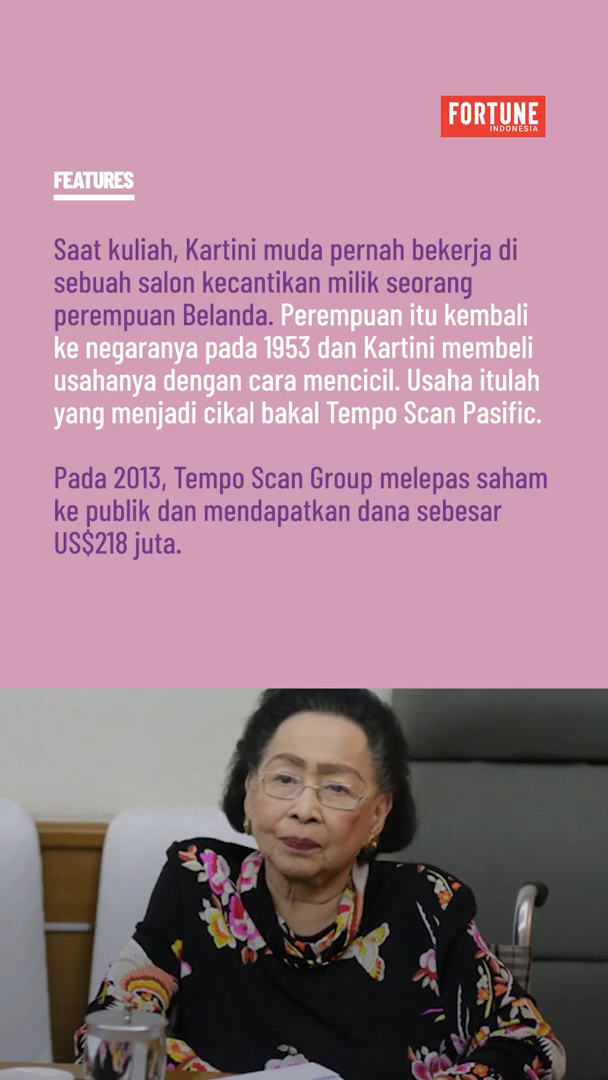 FORTUNE
INDONESIA
FEATURES
Saat kuliah, Kartini muda pernah bekerja di
sebuah salon kecantikan milik seorang
perempuan Belanda. Perempuan itu kembali
ke negaranya pada 1953 dan Kartini membeli
usahanya dengan cara mencicil. Usaha itulah
yang menjadi cikal bakal Tempo Scan Pasific.
Pada 2013, Tempo Scan Group melepas saham
ke publik dan mendapatkan dana sebesar
US$218 juta.